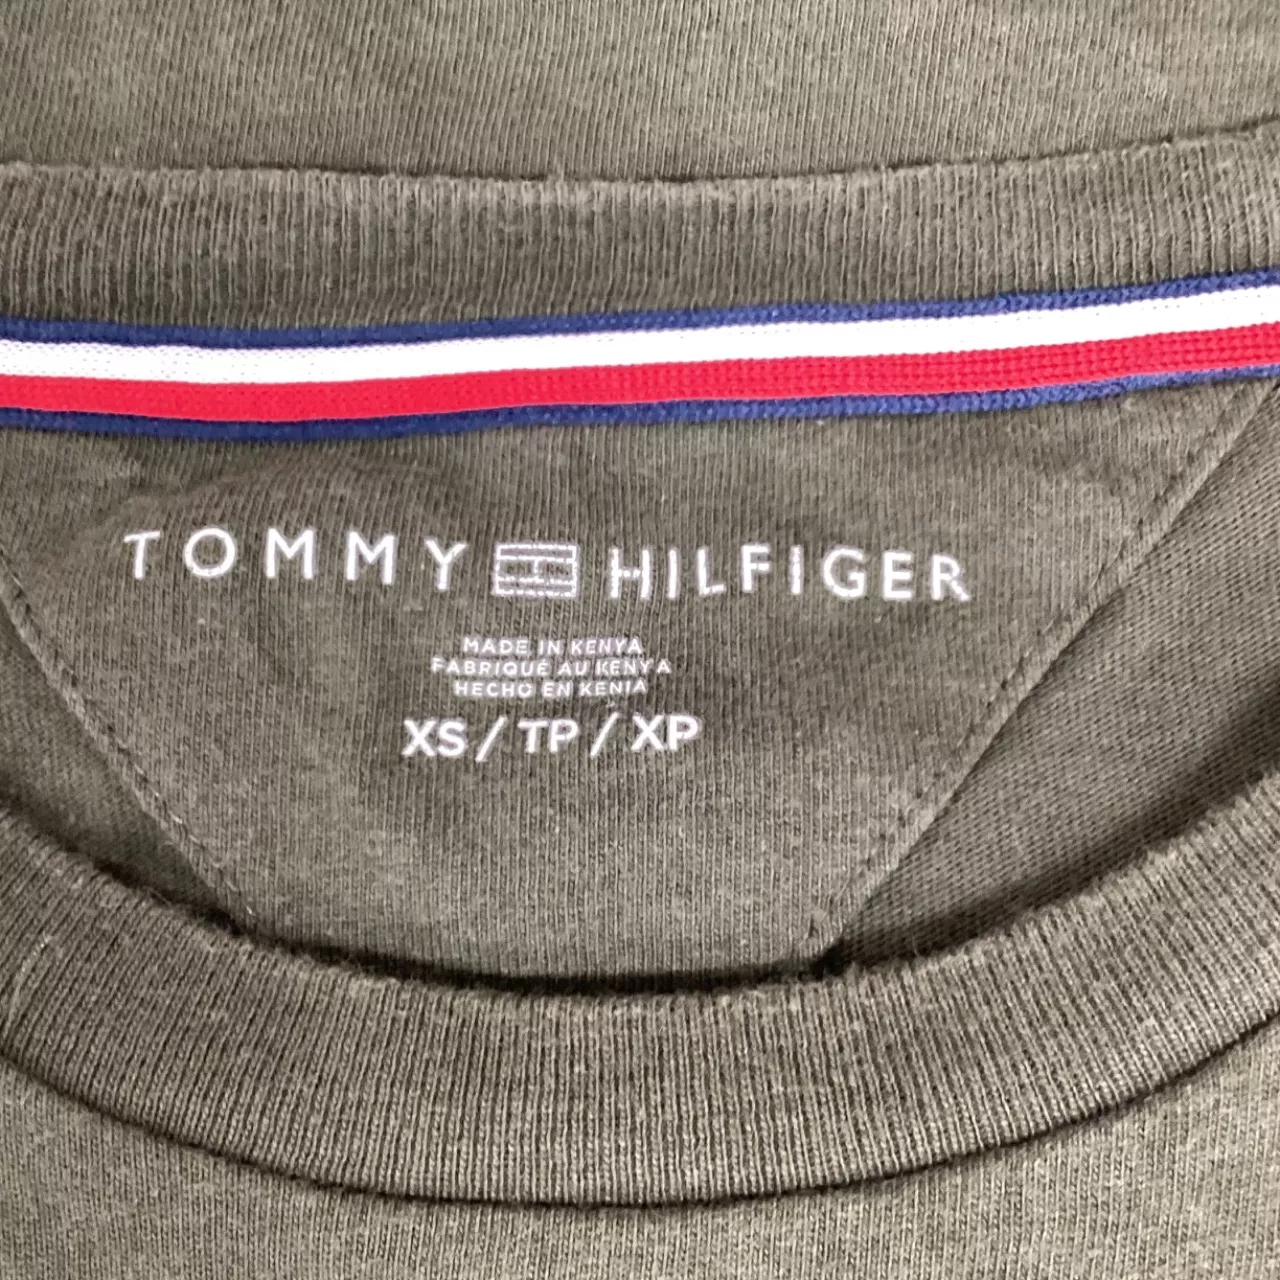 TOMMY HILFIGER
MADE IN KENYA
FABRIQUÉ AU KENYA
HECHO EN KENIA
XS / TP / XP